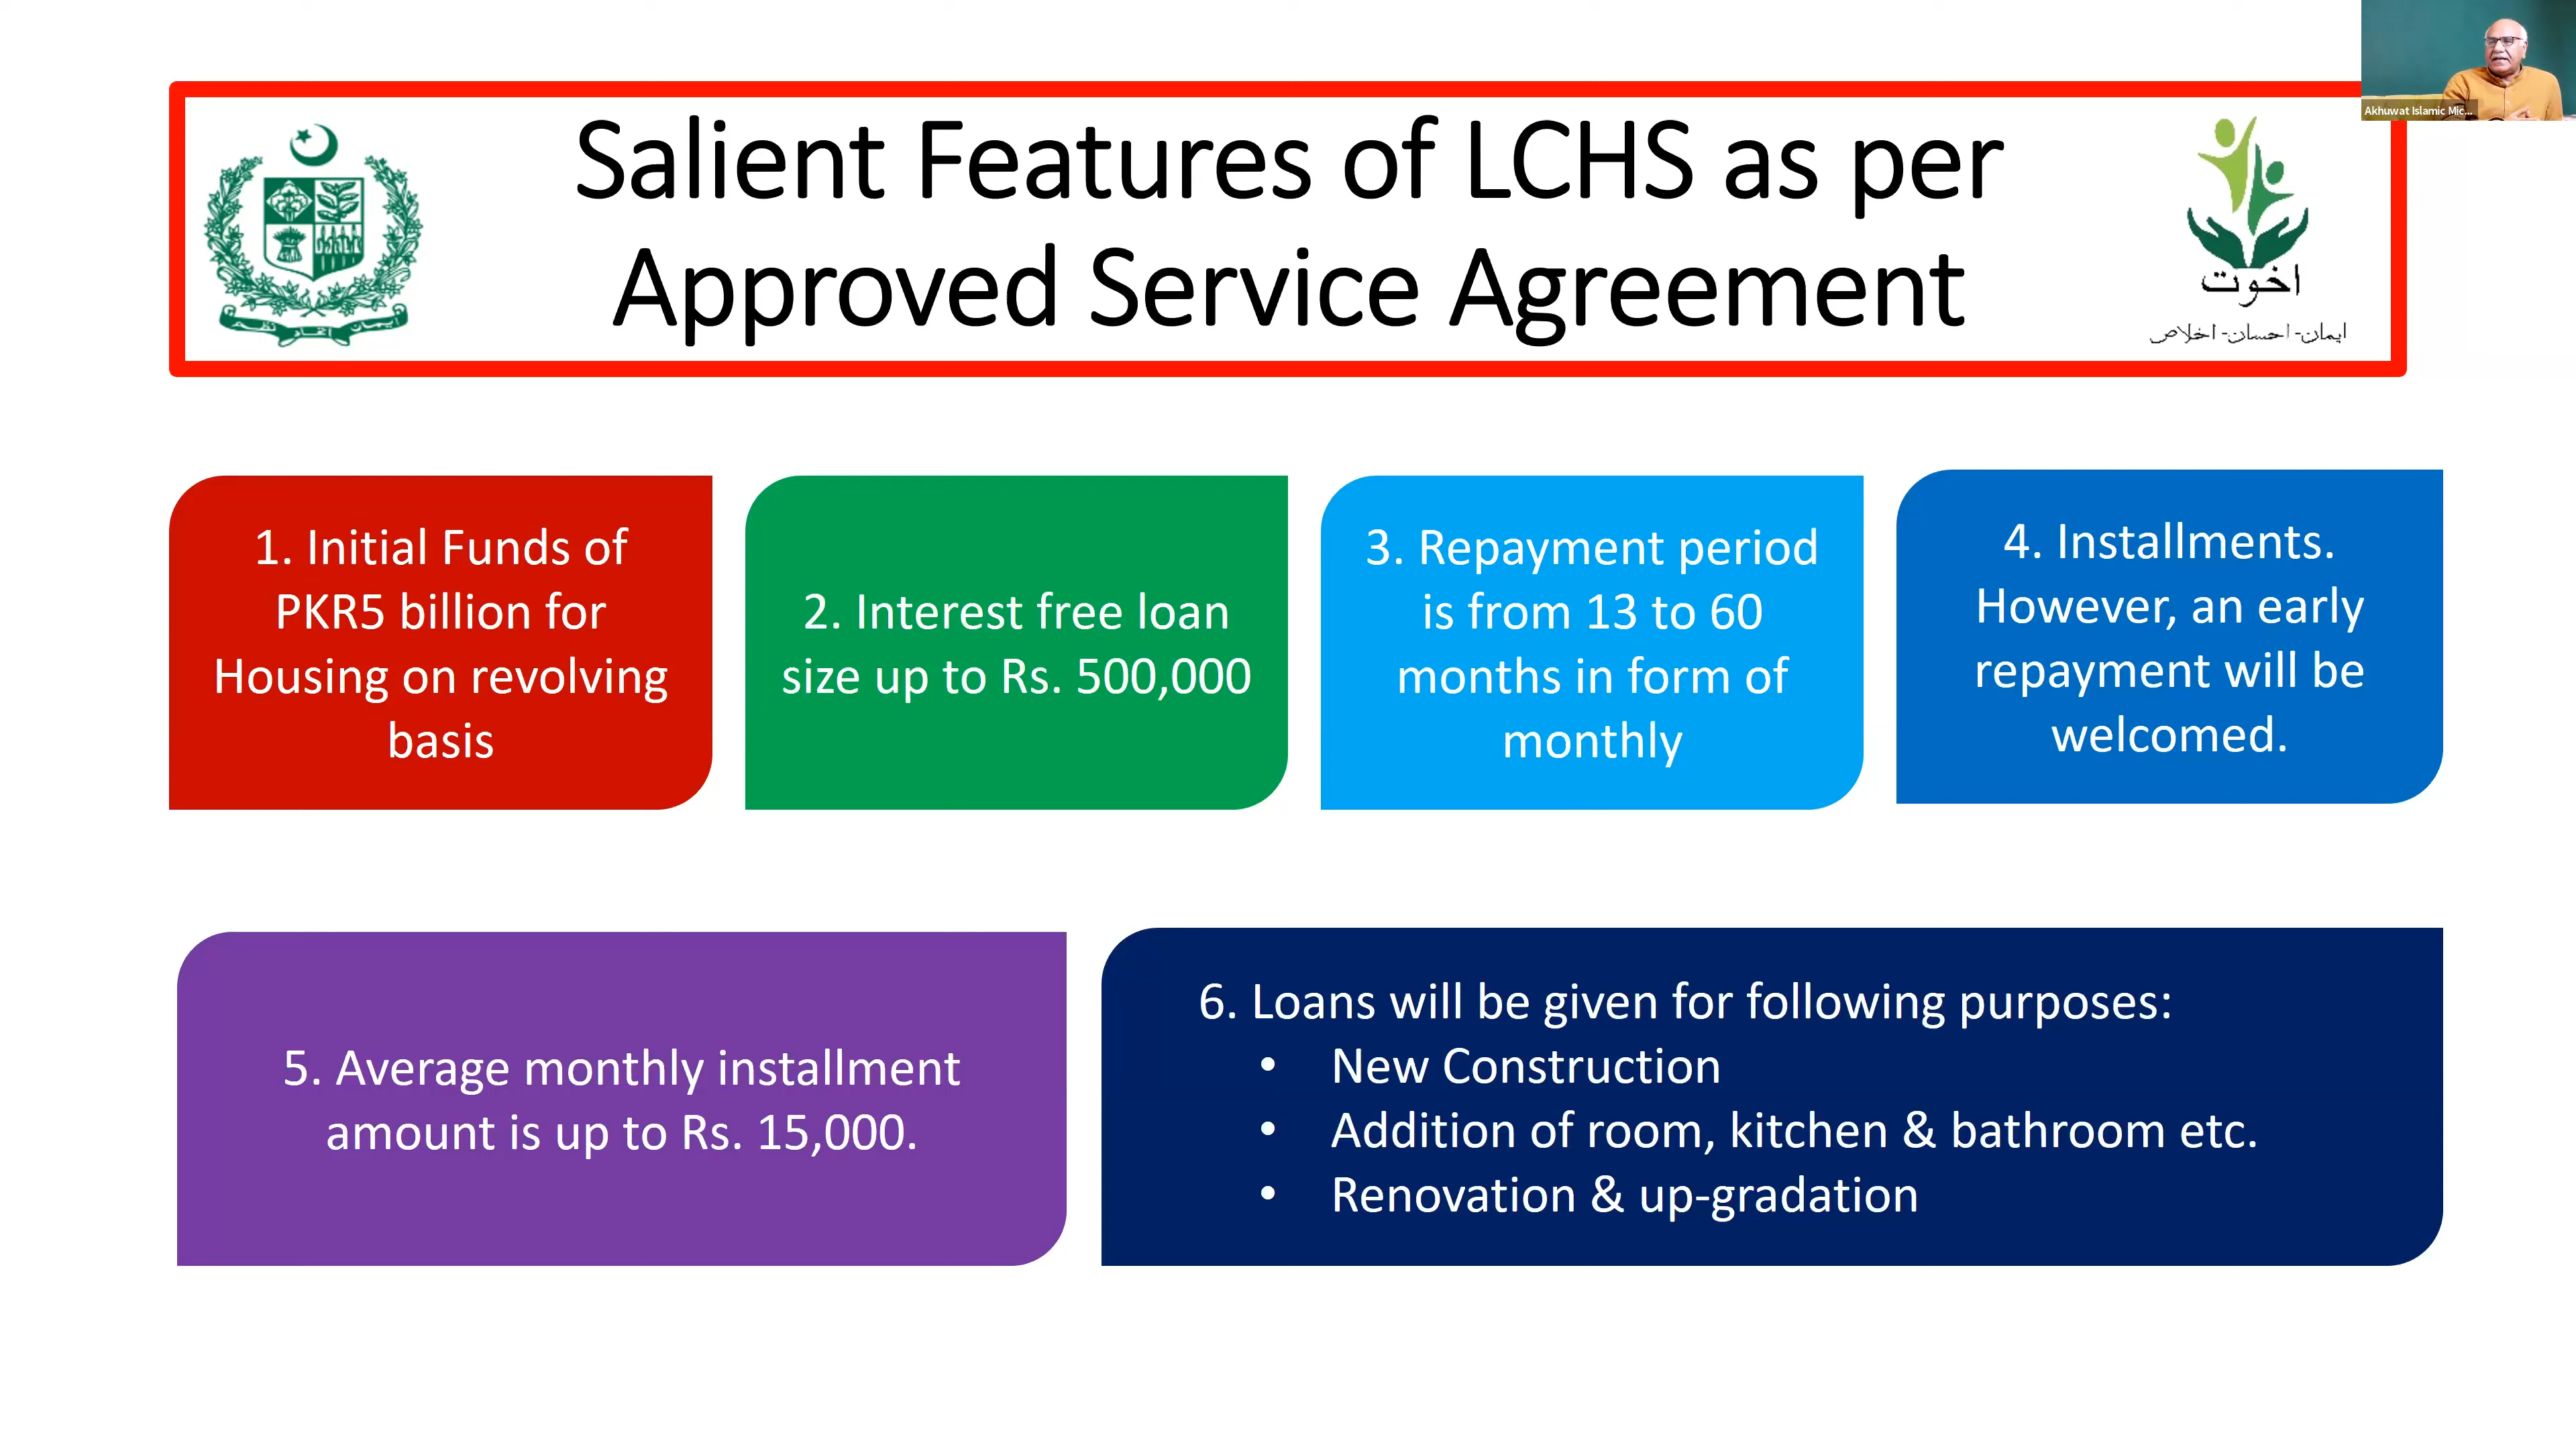 Akhuwat Islamic Mic...
Salient Features of LCHS as per
Approved Service Agreement
اخوت
ایمان-احسان-اخلاص
1. Initial Funds of
PKR5 billion for
Housing on revolving
basis
2. Interest free loan
size up to Rs. 500,000
3. Repayment period
is from 13 to 60
months in form of
monthly
4. Installments.
However, an early
repayment will be
welcomed.
5. Average monthly installment
amount is up to Rs. 15,000.
6. Loans will be given for following purposes:
• New Construction
• Addition of room, kitchen & bathroom etc.
• Renovation & up-gradation